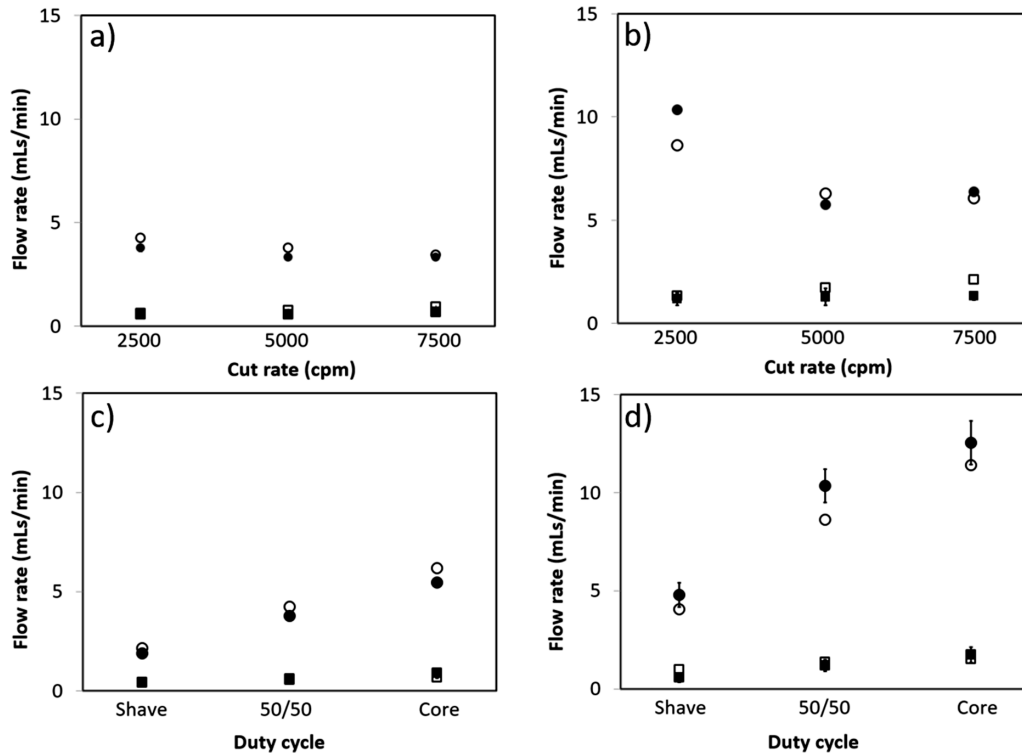 a)
15
10
5
0
Flow rate (mLs/min)
2500 5000 7500
Cut rate (cpm)
b)
15
10
5
0
Flow rate (mLs/min)
2500 5000 7500
Cut rate (cpm)
c)
15
10
5
0
Flow rate (mLs/min)
Shave 50/50 Core
Duty cycle
d)
15
10
5
0
Flow rate (mLs/min)
Shave 50/50 Core
Duty cycle